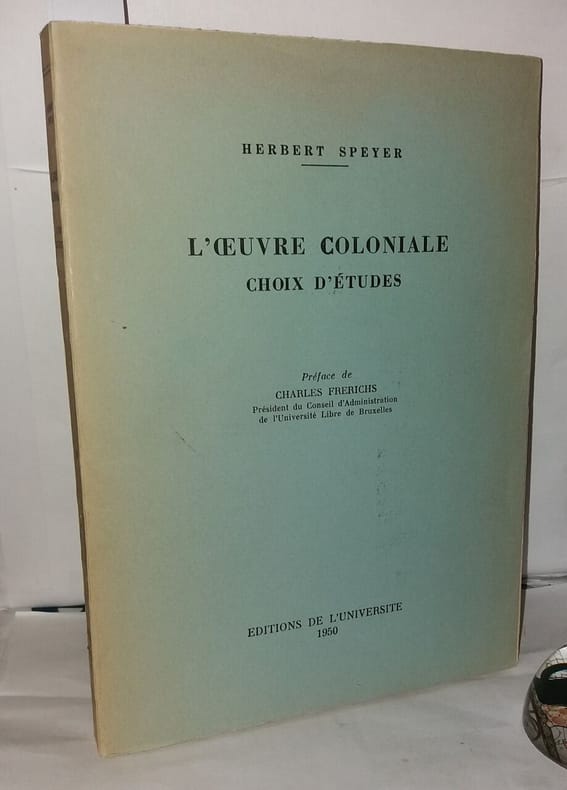 HERBERT SPEYER
L'ŒUVRE COLONIALE
CHOIX D'ÉTUDES
Préface de
CHARLES FRERICHS
Président du Conseil d'Administration
de l'Université Libre de Bruxelles
EDITIONS DE L'UNIVERSITE
1950